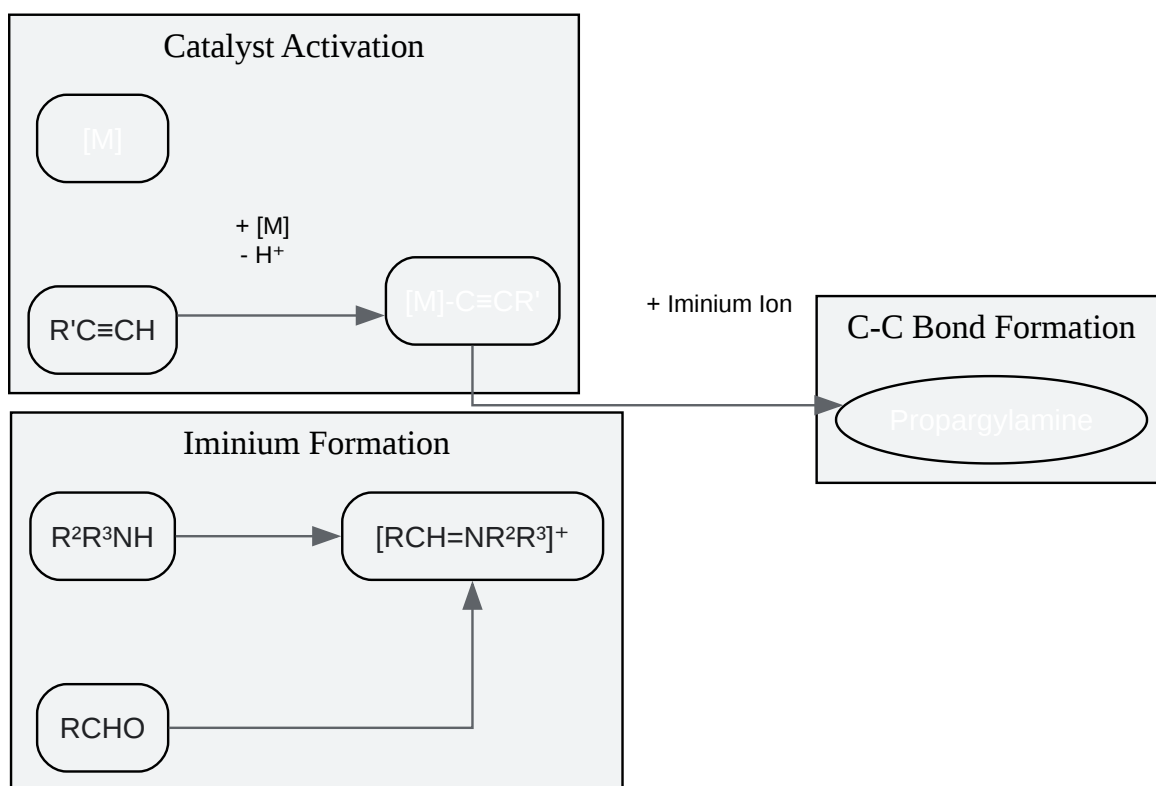 Catalyst Activation
[M]
+ [M]
- H⁺
R'C≡CH
[M]-C≡CR'
+ Iminium Ion
C-C Bond Formation
Propargylamine
Iminium Formation
R²R³NH
[RCH=NR²R³]⁺
RCHO